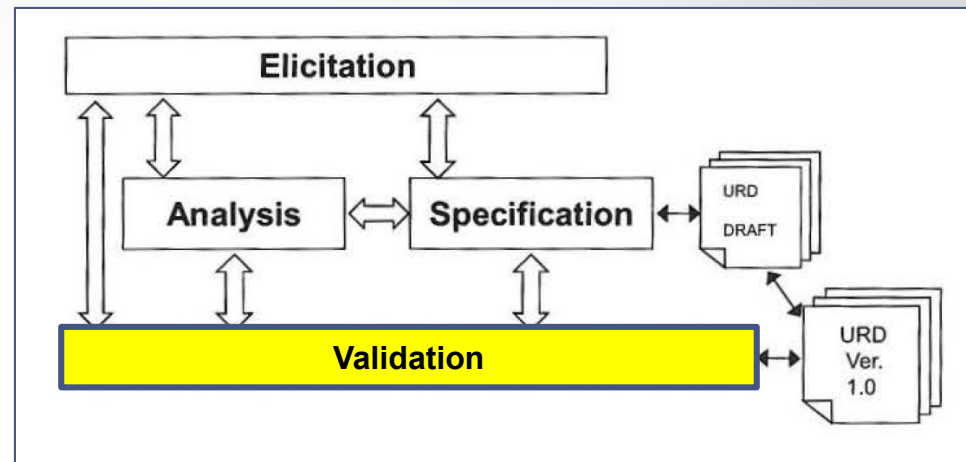 Elicitation
Analysis
Specification
URD
DRAFT
Validation
URD
Ver.
1.0